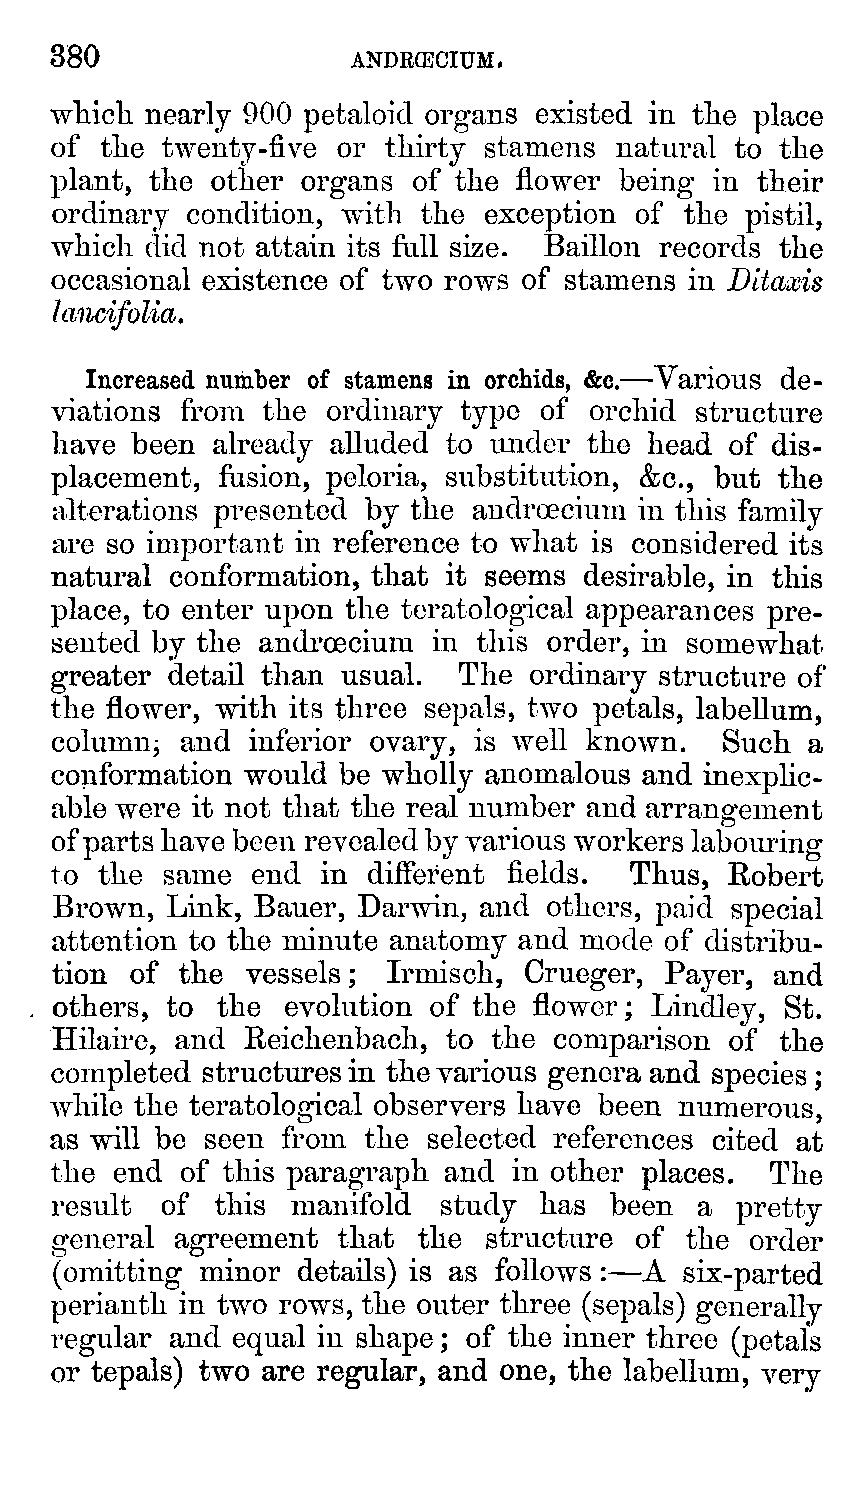 380 ANDRŒCIUM.
which nearly 900 petaloid organs existed in the place
of the twenty-five or thirty stamens natural to the
plant, the other organs of the flower being in their
ordinary condition, with the exception of the pistil,
which did not attain its full size. Baillon records the
occasional existence of two rows of stamens in Ditaxis
lancifolia.
Increased number of stamens in orchids, &c.—Various de-
viations from the ordinary type of orchid structure
have been already alluded to under the head of dis-
placement, fusion, peloria, substitution, &c., but the
alterations presented by the andrœcium in this family
are so important in reference to what is considered its
natural conformation, that it seems desirable, in this
place, to enter upon the teratological appearances pre-
sented by the andrœcium in this order, in somewhat
greater detail than usual. The ordinary structure of
the flower, with its three sepals, two petals, labellum,
column, and inferior ovary, is well known. Such a
conformation would be wholly anomalous and inexplic-
able were it not that the real number and arrangement
of parts have been revealed by various workers labouring
to the same end in different fields. Thus, Robert
Brown, Link, Bauer, Darwin, and others, paid special
attention to the minute anatomy and mode of distribu-
tion of the vessels; Irmisch, Crueger, Payer, and
others, to the evolution of the flower; Lindley, St.
Hilaire, and Reichenbach, to the comparison of the
completed structures in the various genera and species;
while the teratological observers have been numerous,
as will be seen from the selected references cited at
the end of this paragraph and in other places. The
result of this manifold study has been a pretty
general agreement that the structure of the order
(omitting minor details) is as follows:—A six-parted
perianth in two rows, the outer three (sepals) generally
regular and equal in shape; of the inner three (petals
or tepals) two are regular, and one, the labellum, very